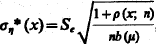 σ_η*(x) = S_e √((1 + ρ(x; n)) / (nb(μ)))